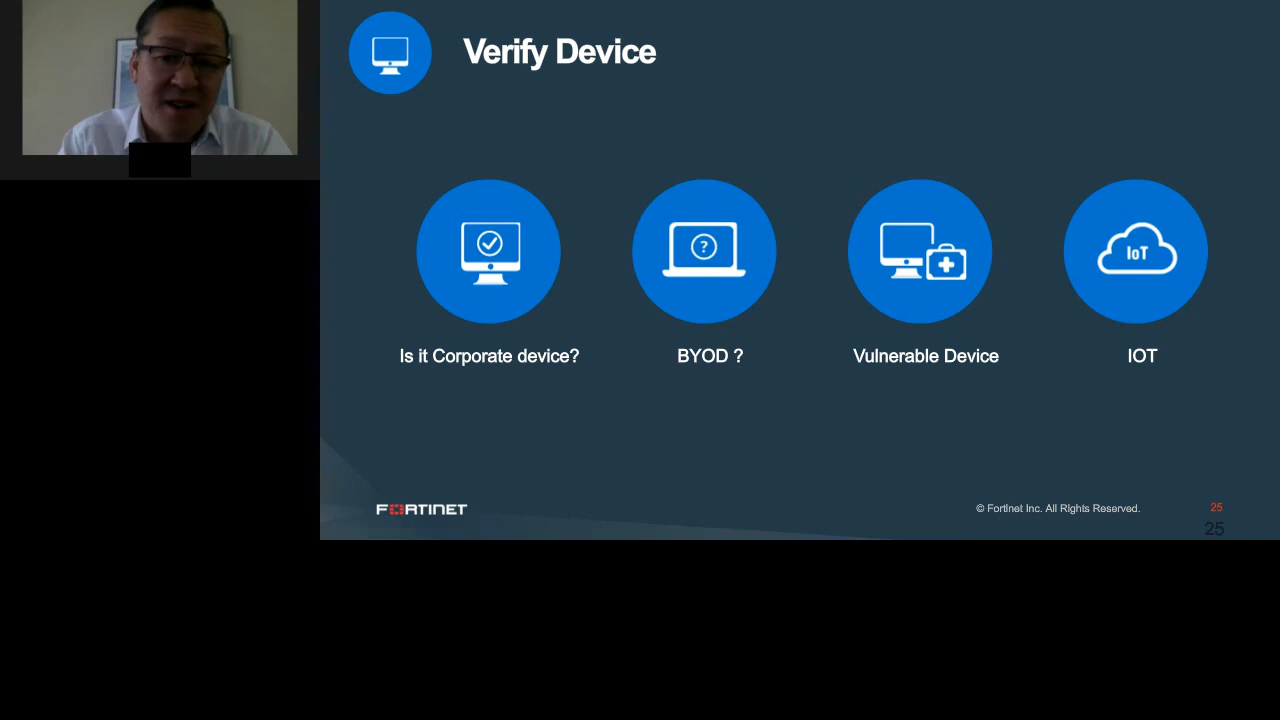 Verify Device
?
IoT
Is it Corporate device?
BYOD ?
Vulnerable Device
IOT
FORTINET
© Fortinet Inc. All Rights Reserved.
25
25